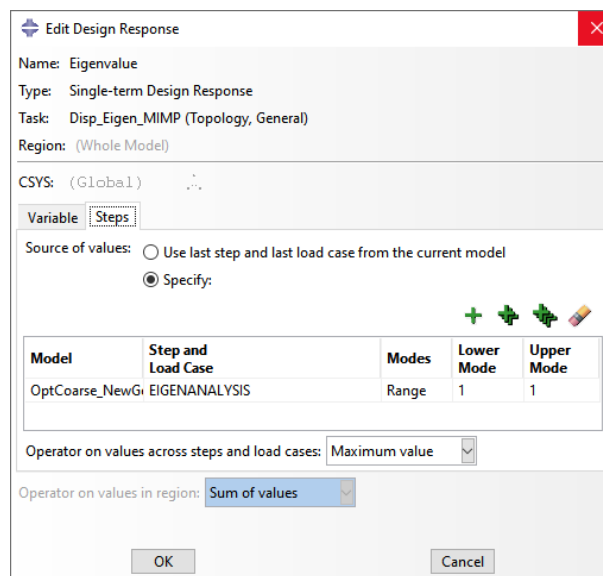 Edit Design Response
Name: Eigenvalue
Type: Single-term Design Response
Task: Disp_Eigen_MIMP (Topology, General)
Region: (Whole Model)
CSYS: (Global)
Variable Steps
Source of values: Use last step and last load case from the current model
Specify:
Model Step and Load Case Modes Lower Mode Upper Mode
OptCoarse_NewG EIGENANALYSIS Range 1 1
Operator on values across steps and load cases: Maximum value
Operator on values in region: Sum of values
OK Cancel